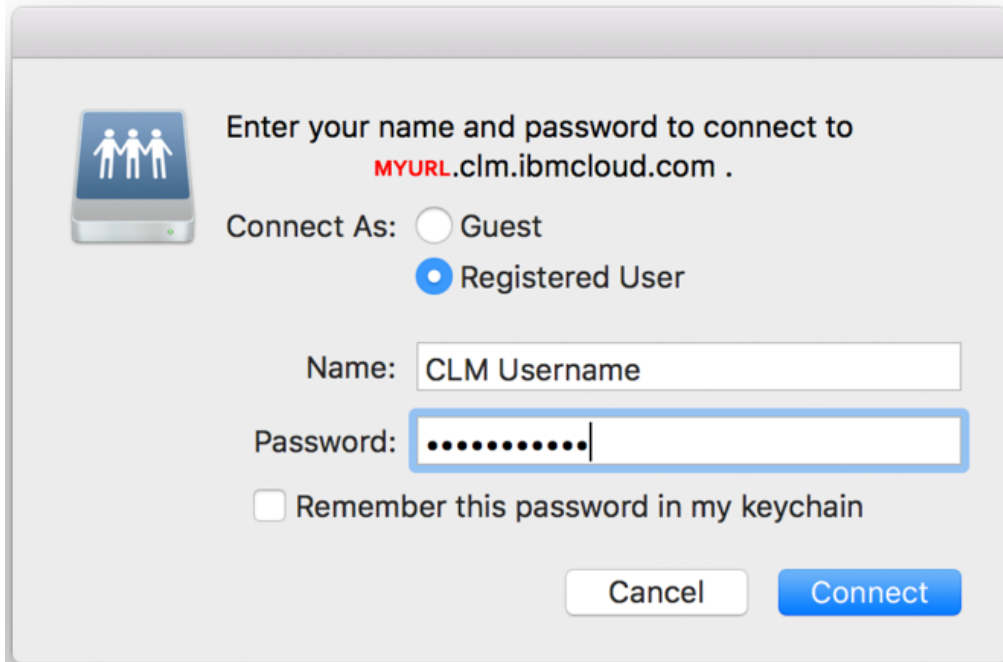 Enter your name and password to connect to
MYURL.clm.ibmcloud.com .
Connect As: Guest
Registered User
Name: CLM Username
Password: •••••••••••
Remember this password in my keychain
Cancel Connect